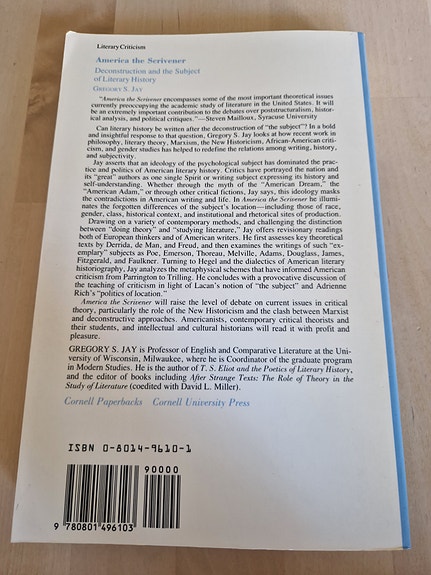 Literary Criticism
America the Scrivener
Deconstruction and the Subject
of Literary History
GREGORY S. JAY
"America the Scrivener encompasses some of the most important theoretical issues
currently preoccupying the academic study of literature in the United States. It will
be an extremely important contribution to the debates over poststructuralism, histor-
ical analysis, and political critiques."—Steven Mailloux, Syracuse University
Can literary history be written after the deconstruction of "the subject"? In a bold
and insightful response to that question, Gregory S. Jay looks at how recent work in
philosophy, literary theory, Marxism, the New Historicism, African-American criti-
cism, and gender studies has helped to redefine the relations among writing, history,
and subjectivity.
Jay asserts that an ideology of the psychological subject has dominated the prac-
tice and politics of American literary history. Critics have portrayed the nation and
its "great" authors as one single Spirit or Writing subject expressing its history and
self-understanding. Whether through the myth of the "American Dream," the
"American Adam," or through other critical fictions, Jay says, this ideology masks
the contradictions in American writing and life. In America the Scrivener he illumi-
nates the forgotten differences of the subject's location—including those of race,
gender, class, historical context, and institutional and rhetorical sites of production.
Drawing on a variety of contemporary methods, and challenging the distinction
between "doing theory" and "studying literature," Jay offers revisionary readings
both of European thinkers and of American writers. He first assesses key theoretical
texts by Derrida, de Man, and Freud, and then examines the writings of such "ex-
emplary" subjects as Poe, Emerson, Thoreau, Melville, Adams, Douglass, James,
Fitzgerald, and Faulkner. Turning to Hegel and the dialectics of American literary
historiography, Jay analyzes the metaphysical schemes that have informed American
criticism from Parrington to Trilling. He concludes with a provocative discussion of
the teaching of criticism in light of Lacan's notion of "the subject" and Adrienne
Rich's "politics of location."
America the Scrivener will raise the level of debate on current issues in critical
theory, particularly the role of the New Historicism and the clash between Marxist
and deconstructive approaches. Americanists, contemporary critical theorists and
their students, and intellectual and cultural historians will read it with profit and
pleasure.
GREGORY S. JAY is Professor of English and Comparative Literature at the Uni-
versity of Wisconsin, Milwaukee, where he is Coordinator of the graduate program
in Modern Studies. He is the author of T. S. Eliot and the Poetics of Literary History,
and the editor of books including After Strange Texts: The Role of Theory in the
Study of Literature (coedited with David L. Miller).
Cornell Paperbacks Cornell University Press
ISBN 0-8014-9610-1
90000
9 780801 496103